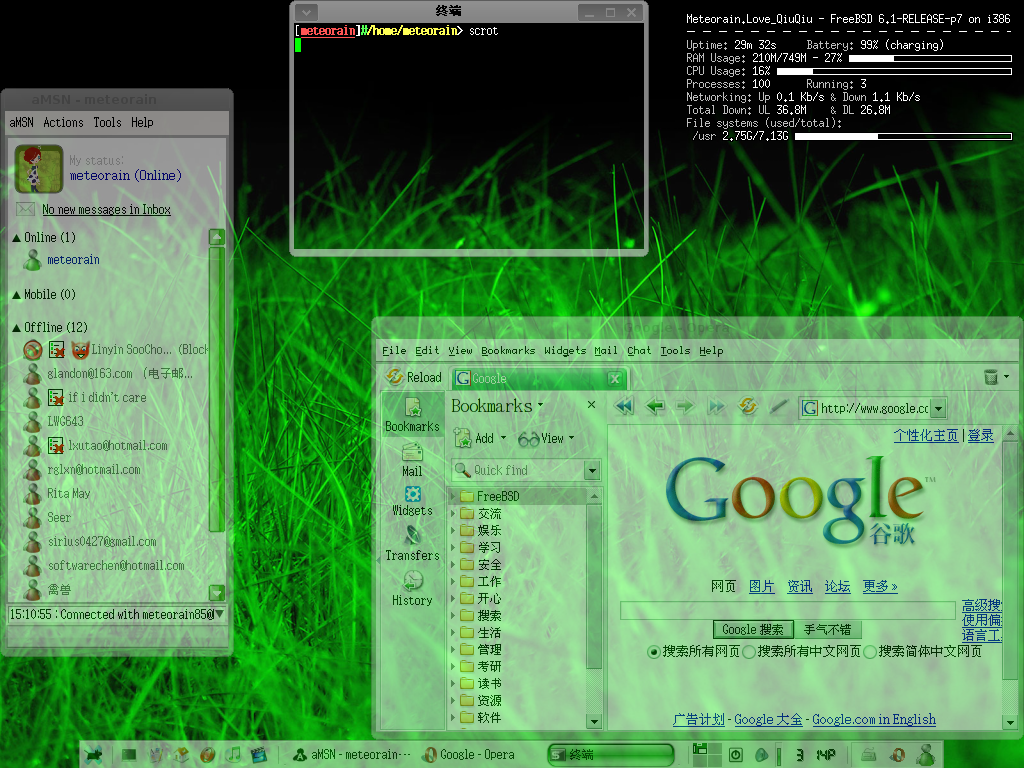 终端
[meteorain]#/home/meteorain> scrot
Meteorain.Love_QiuQiu - FreeBSD 6.1-RELEASE-p7 on i386
Uptime: 29m 32s Battery: 99% (charging)
RAM Usage: 210M/749M - 27%
CPU Usage: 16%
Processes: 100 Running: 3
Networking: Up 0.1 Kb/s & Down 1.1 Kb/s
Total Down: UL 36.8M & DL 26.8M
File systems (used/total):
/usr 2.75G/7.13G
aMSN - meteorain
aMSN Actions Tools Help
My status:
meteorain (Online)
No new messages in Inbox
Online (1)
meteorain
Mobile (0)
Offline (12)
Linyin SooCho... (Block
glandon@163.com (电子邮...
if i didn't care
LWG643
lxutao@hotmail.com
rglxn@hotmail.com
Rita May
Seer
sirius0427@gmail.com
softwarechen@hotmail.com
禽兽
15:10:55 : Connected with meteorain85@
Google - Opera
File Edit View Bookmarks Widgets Mail Chat Tools Help
Reload Google
Bookmarks
Mail
Widgets
Transfers
History
Bookmarks
Add View
Quick find
FreeBSD
交流
娱乐
学习
安全
工作
开心
搜索
生活
管理
考研
读书
资源
软件
http://www.google.co
个性化主页 | 登录
Google™
谷歌
网页 图片 资讯 论坛 更多 »
高级搜
使用偏
语言工
Google 搜索 手气不错
搜索所有网页 搜索所有中文网页 搜索简体中文网页
广告计划 - Google 大全 - Google.com in English
aMSN - meteorain... Google - Opera 终端 3 14P